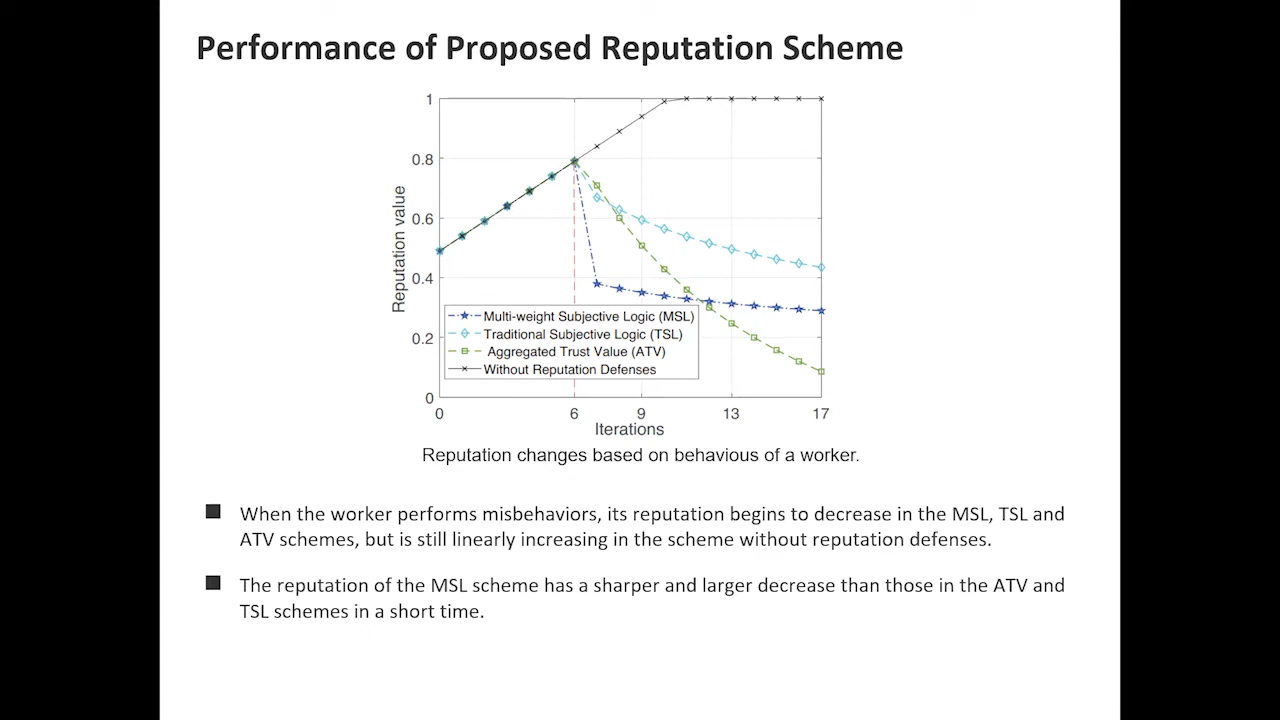 Performance of Proposed Reputation Scheme
1
0.8
0.6
0.4
0.2
0
Reputation value
Multi-weight Subjective Logic (MSL)
Traditional Subjective Logic (TSL)
Aggregated Trust Value (ATV)
Without Reputation Defenses
0 6 9 13 17
Iterations
Reputation changes based on behavious of a worker.
When the worker performs misbehaviors, its reputation begins to decrease in the MSL, TSL and
ATV schemes, but is still linearly increasing in the scheme without reputation defenses.
The reputation of the MSL scheme has a sharper and larger decrease than those in the ATV and
TSL schemes in a short time.